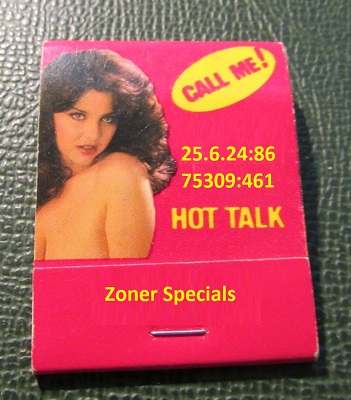 CALL ME!
25.6.24:86
75309:461
HOT TALK
Zoner Specials